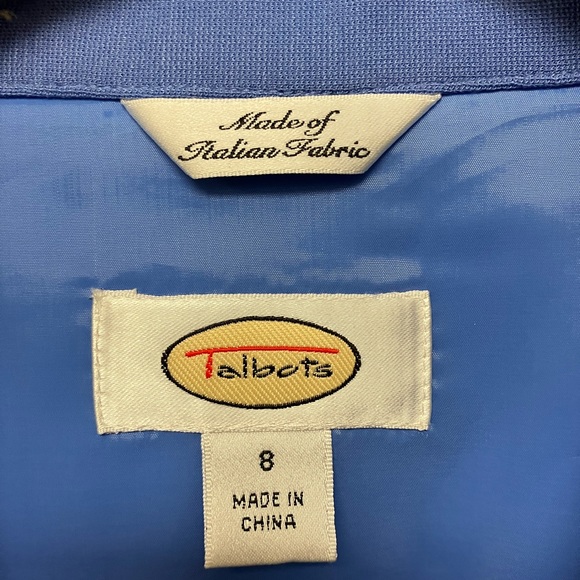 Made of
Italian Fabric
Talbots
8
MADE IN
CHINA